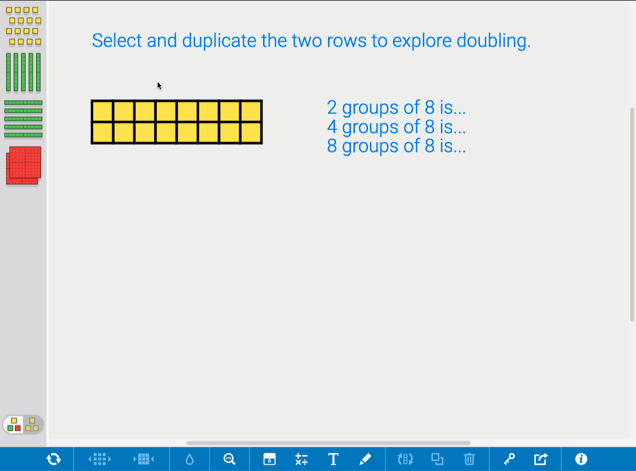 Select and duplicate the two rows to explore doubling.
2 groups of 8 is...
4 groups of 8 is...
8 groups of 8 is...